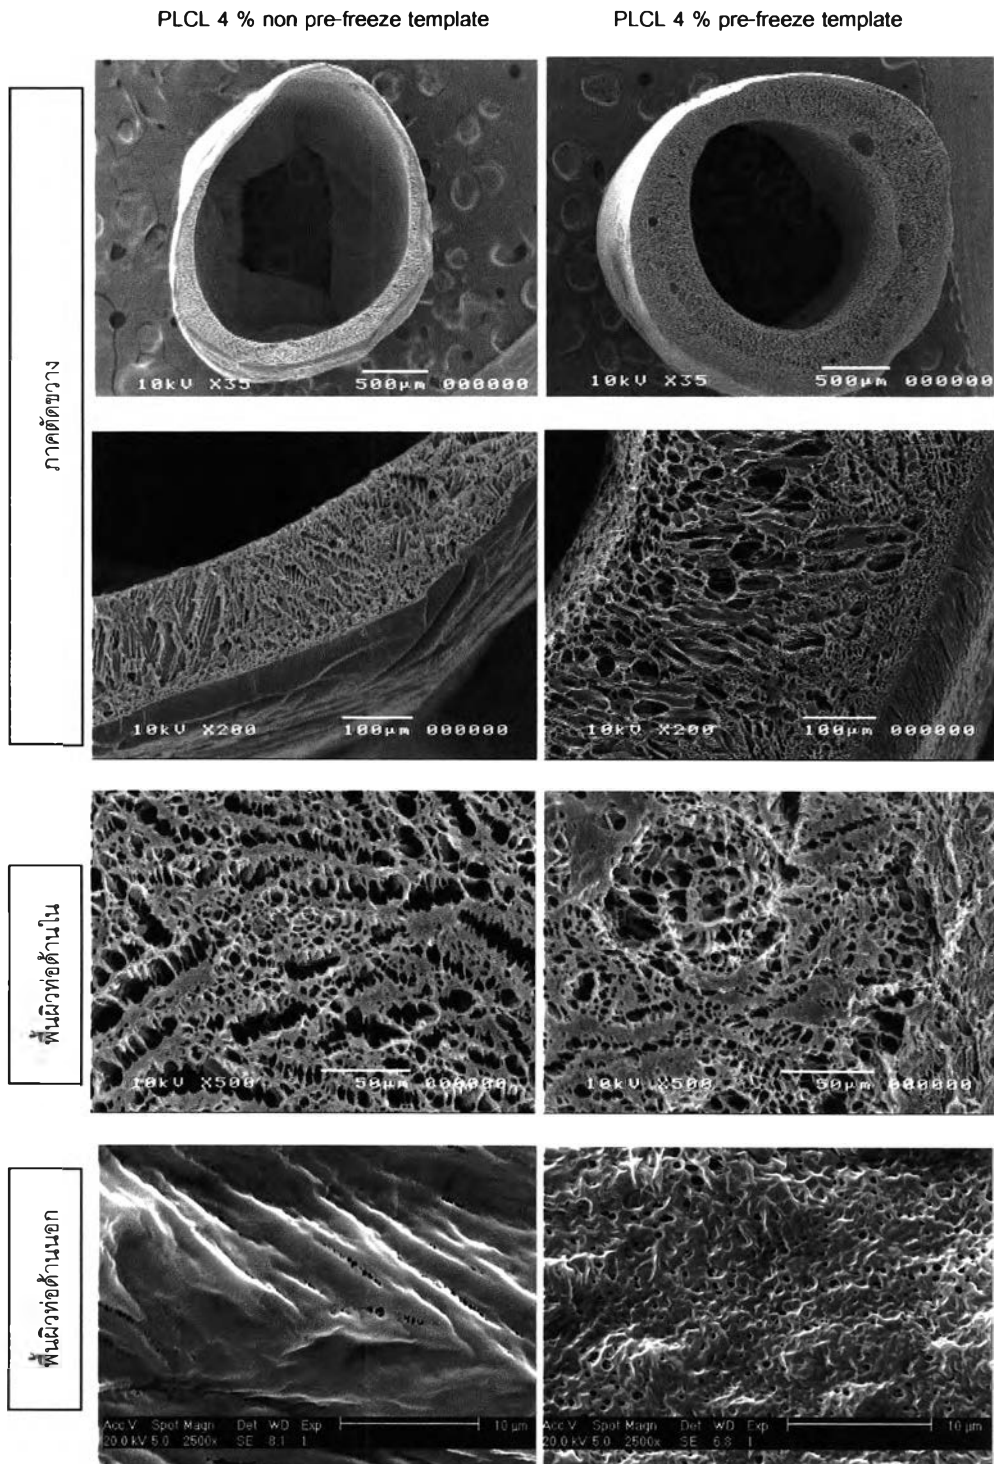 PLCL 4 % non pre-freeze template
PLCL 4 % pre-freeze template
ภาคตัดขวาง
10kV X35 500µm 000000
10kV X35 500µm 000000
10kV X200 100µm 000000
10kV X200 100µm 000000
พื้นผิวท่อด้านใน
10kV X500 50µm 000000
10kV X500 50µm 000000
พื้นผิวท่อด้านนอก
Acc.V Spot Magn Det WD Exp 10 µm
20.0 kV 5.0 2500x SE 8.1 1
Acc.V Spot Magn Det WD Exp 10 µm
20.0 kV 5.0 2500x SE 6.8 1